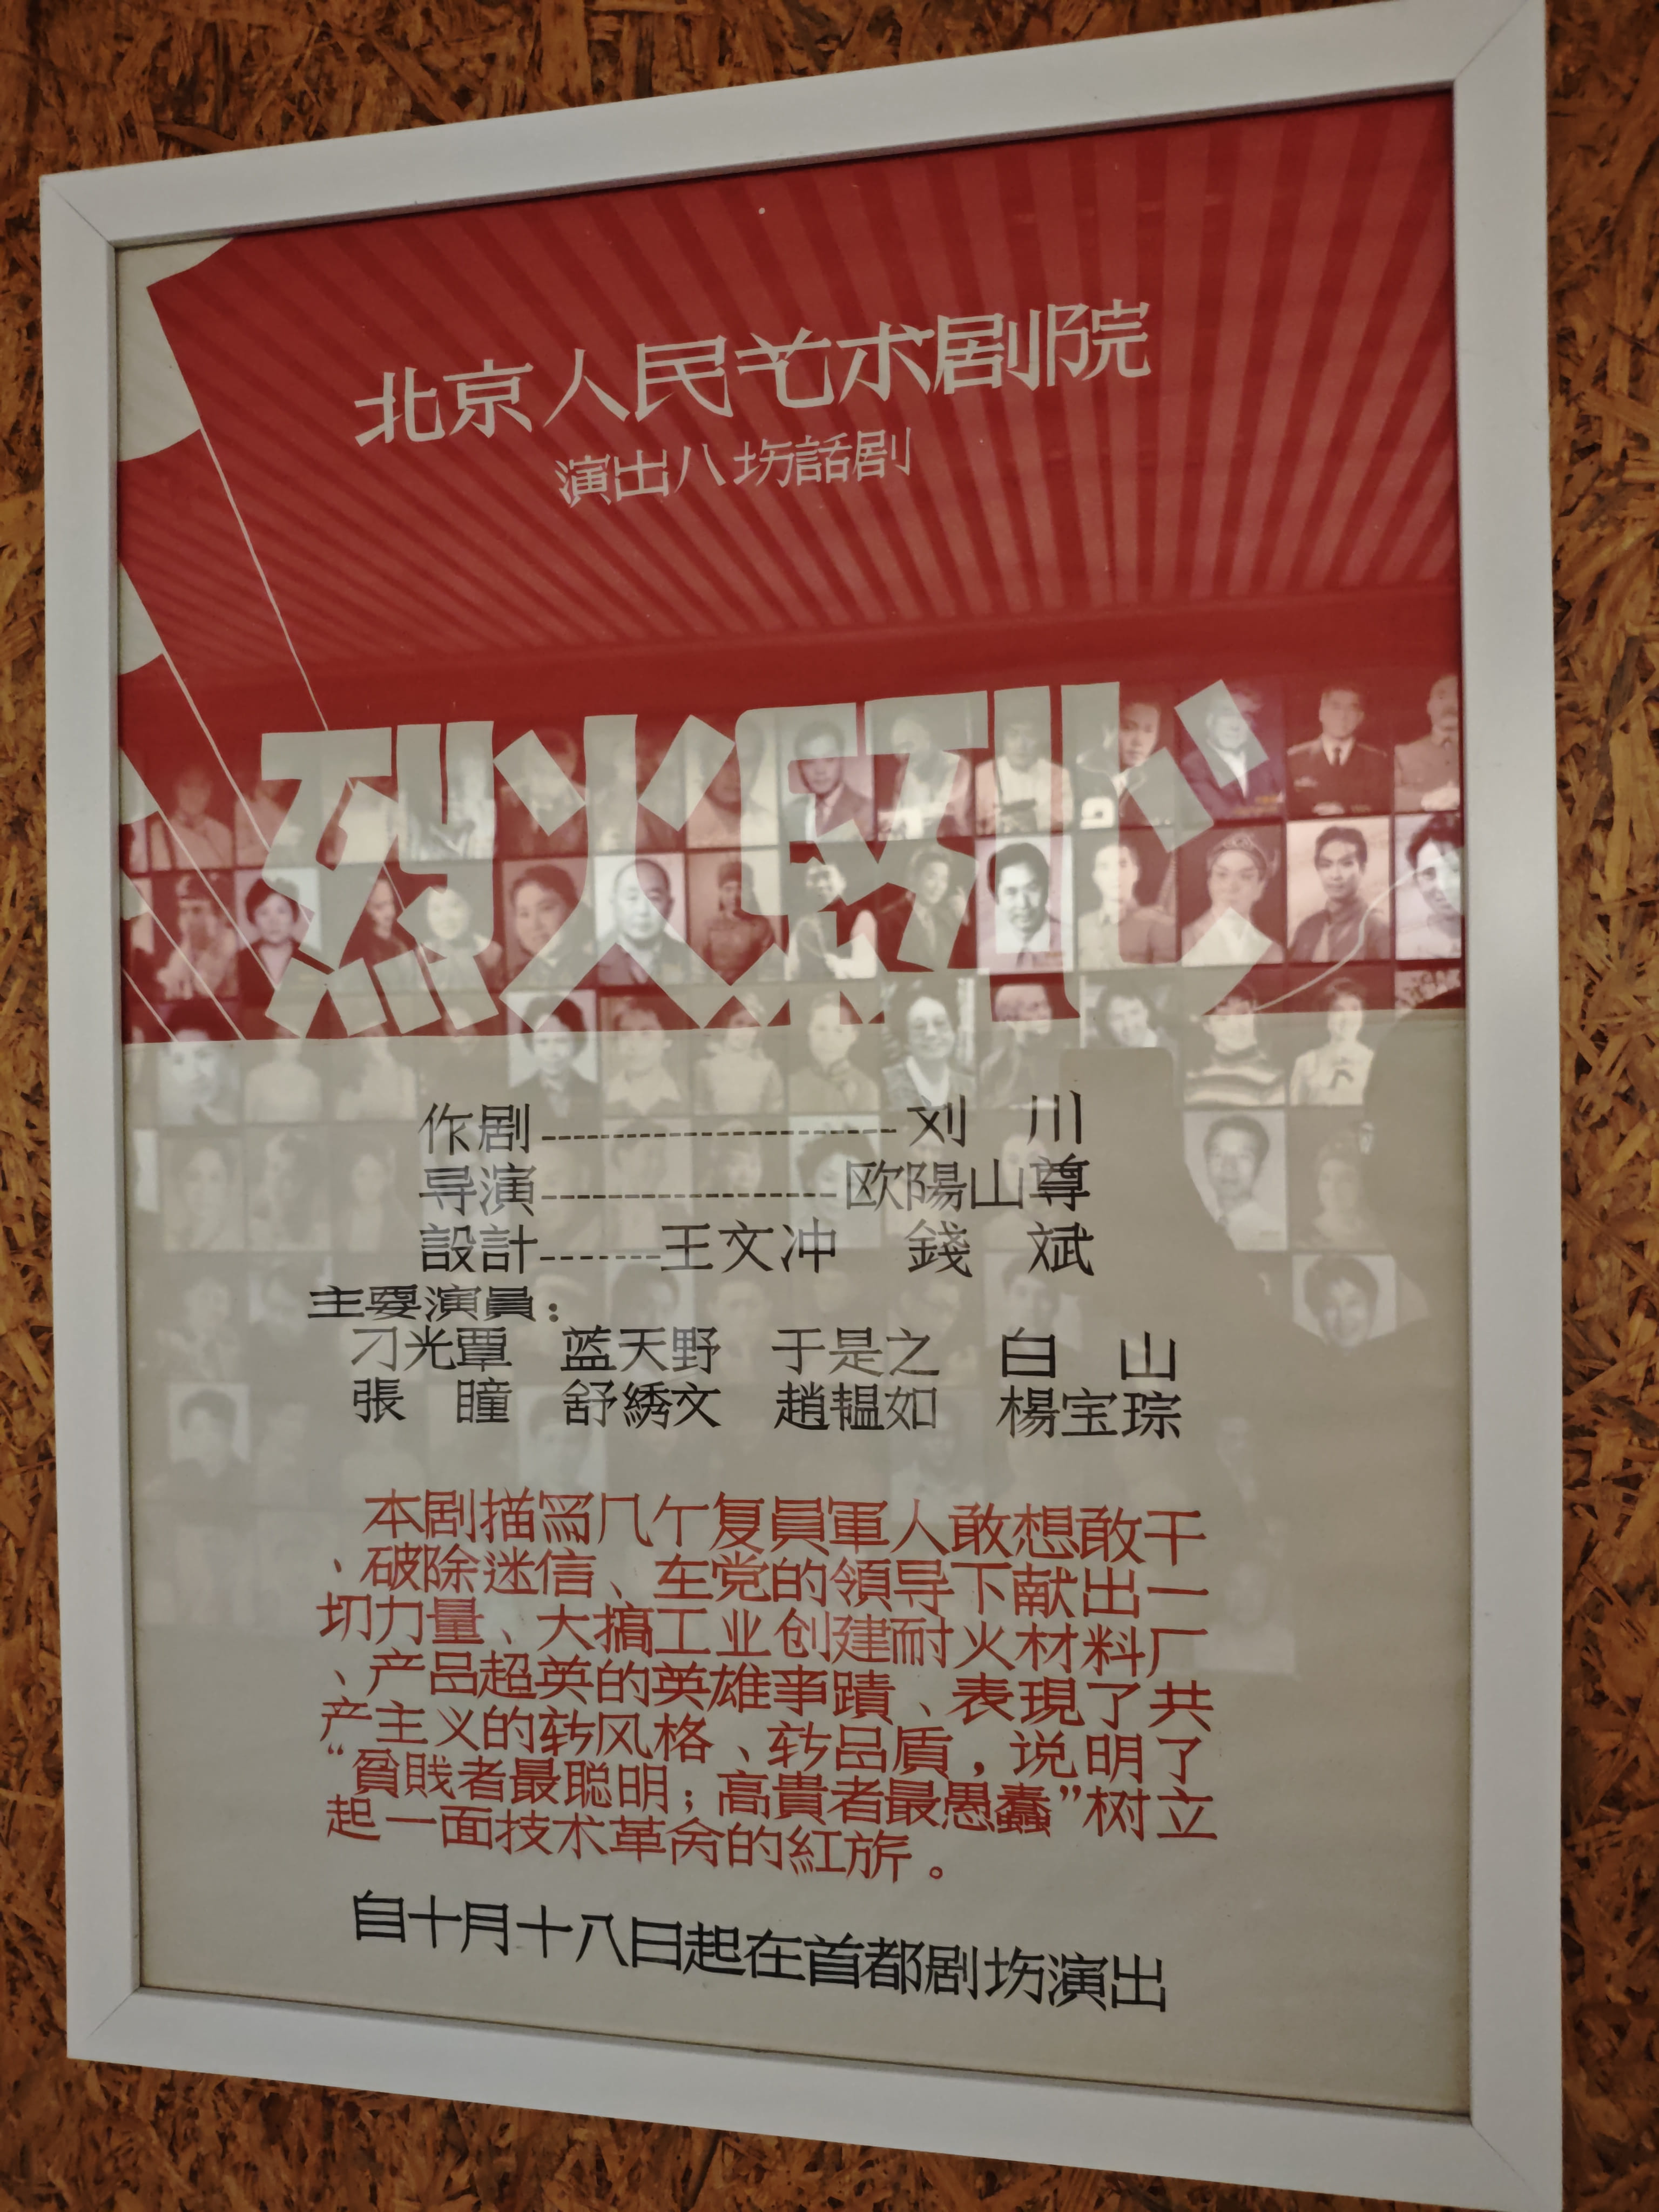 北京人民艺术剧院
演出八场話剧
烈火紅心
作剧------刘 川
导演------欧陽山尊
設計------王文冲 錢 斌
主要演員：
刁光覃 蓝天野 于是之 白 山
張 瞳 舒綉文 趙韞如 楊宝琮
本剧描寫几个复員軍人敢想敢干
、破除迷信、在党的領导下献出一
切力量、大搞工业创建耐火材料厂
、产品超英的英雄事蹟、表現了共
产主义的新风格、新品質，说明了
“貧賎者最聪明；高貴者最愚蠢”树立
起一面技术革命的紅旂。
自十月十八日起在首都剧场演出